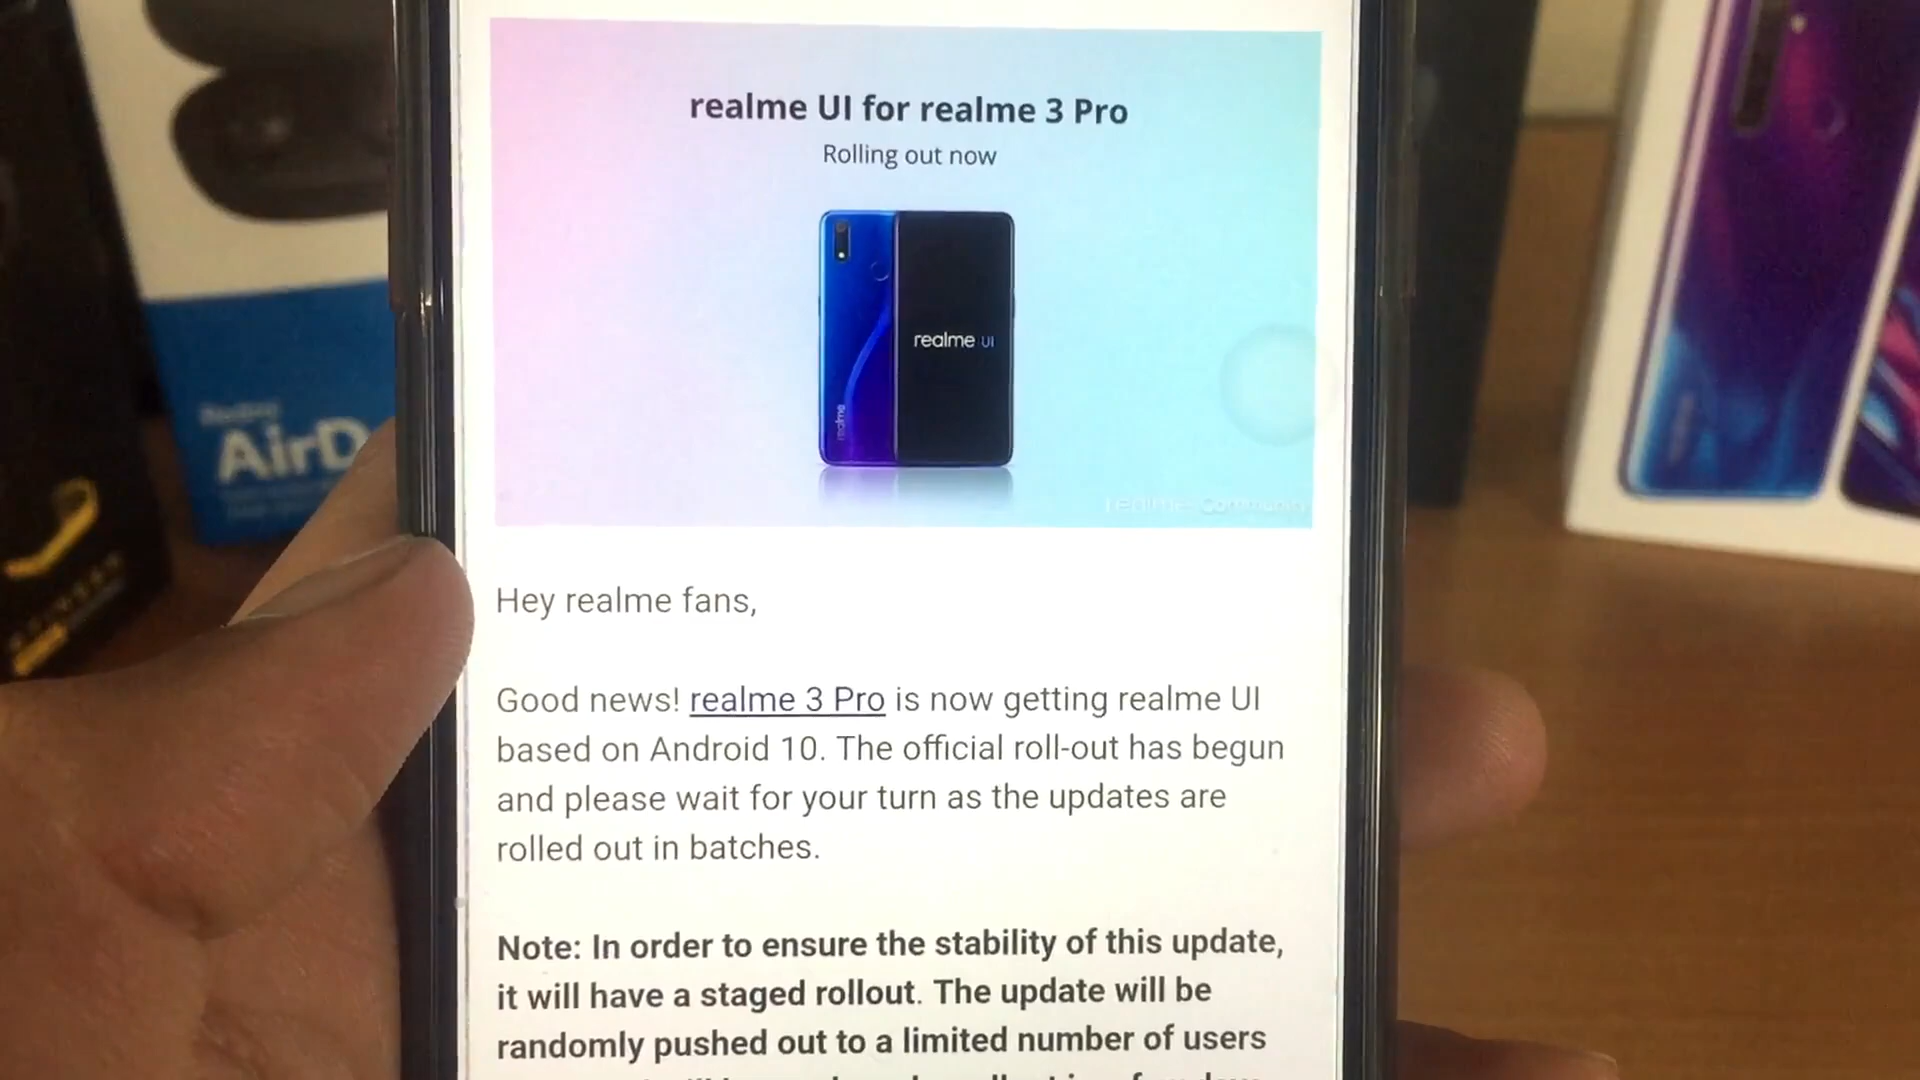 realme UI for realme 3 Pro
Rolling out now
realme UI
realme
realme Community
Hey realme fans,
Good news! realme 3 Pro is now getting realme UI
based on Android 10. The official roll-out has begun
and please wait for your turn as the updates are
rolled out in batches.
Note: In order to ensure the stability of this update,
it will have a staged rollout. The update will be
randomly pushed out to a limited number of users
Redmi
AirD